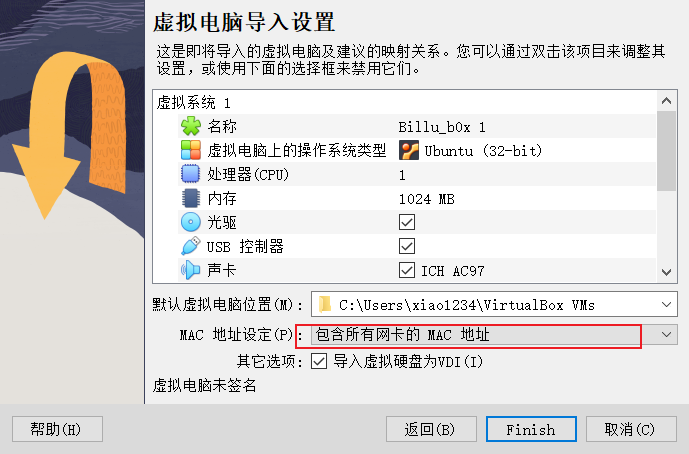 虚拟电脑导入设置
这是即将导入的虚拟电脑及建议的映射关系。您可以通过双击该项目来调整其
设置，或使用下面的选择框来禁用它们。
虚拟系统 1
名称 Billu_b0x 1
虚拟电脑上的操作系统类型 Ubuntu (32-bit)
处理器(CPU) 1
内存 1024 MB
光驱
USB 控制器
声卡 ICH AC97
默认虚拟电脑位置(M): C:\Users\xiao1234\VirtualBox VMs
MAC 地址设定(P): 包含所有网卡的 MAC 地址
其它选项: 导入虚拟硬盘为VDI(I)
虚拟电脑未签名
帮助(H) 返回(B) Finish 取消(C)